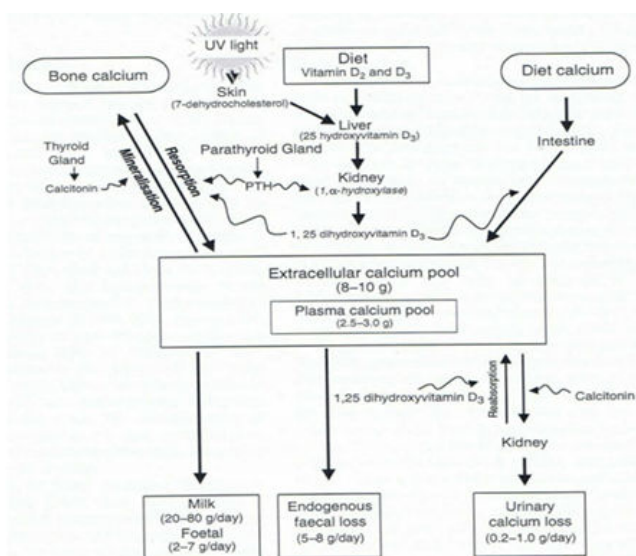 UV light
Diet
Vitamin D2 and D3
Bone calcium
Diet calcium
Skin
(7-dehydrocholesterol)
Liver
(25 hydroxyvitamin D3)
Intestine
Thyroid
Gland
Calcitonin
Mineralisation
Resorption
Parathyroid Gland
PTH
Kidney
(1,α-hydroxylase)
1, 25 dihydroxyvitamin D3
Extracellular calcium pool
(8–10 g)
Plasma calcium pool
(2.5–3.0 g)
1,25 dihydroxyvitamin D3
Reabsorption
Calcitonin
Kidney
Milk
(20–80 g/day)
Foetal
(2–7 g/day)
Endogenous
faecal loss
(5–8 g/day)
Urinary
calcium loss
(0.2–1.0 g/day)